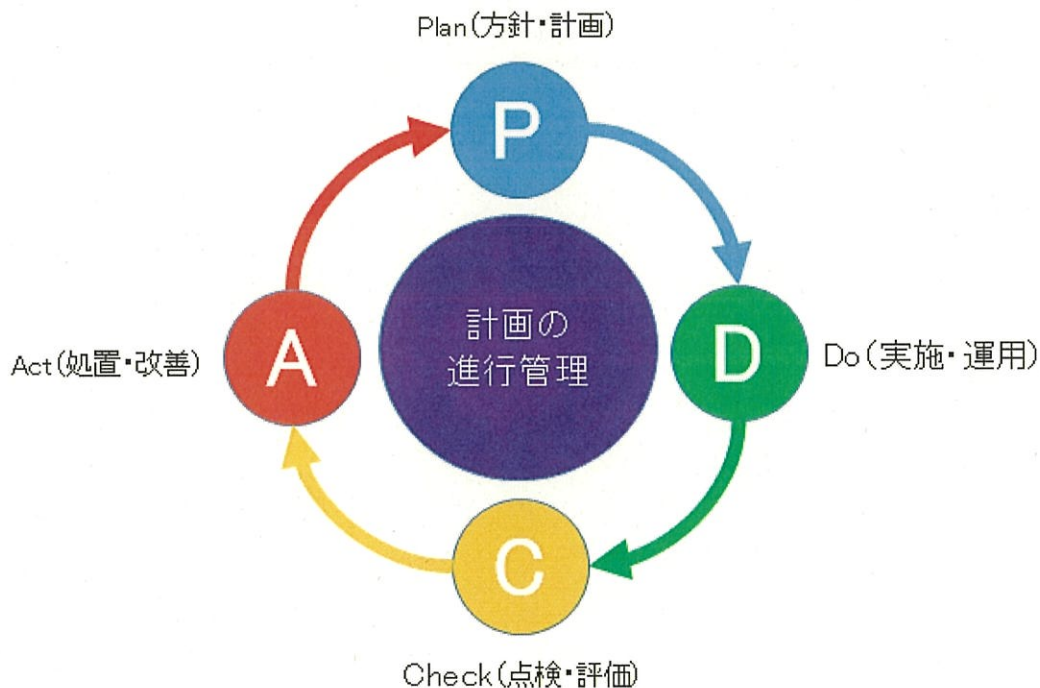 Plan(方針・計画)
P
計画の
進行管理
A
D
Act(処置・改善)
Do(実施・運用)
C
Check(点検・評価)